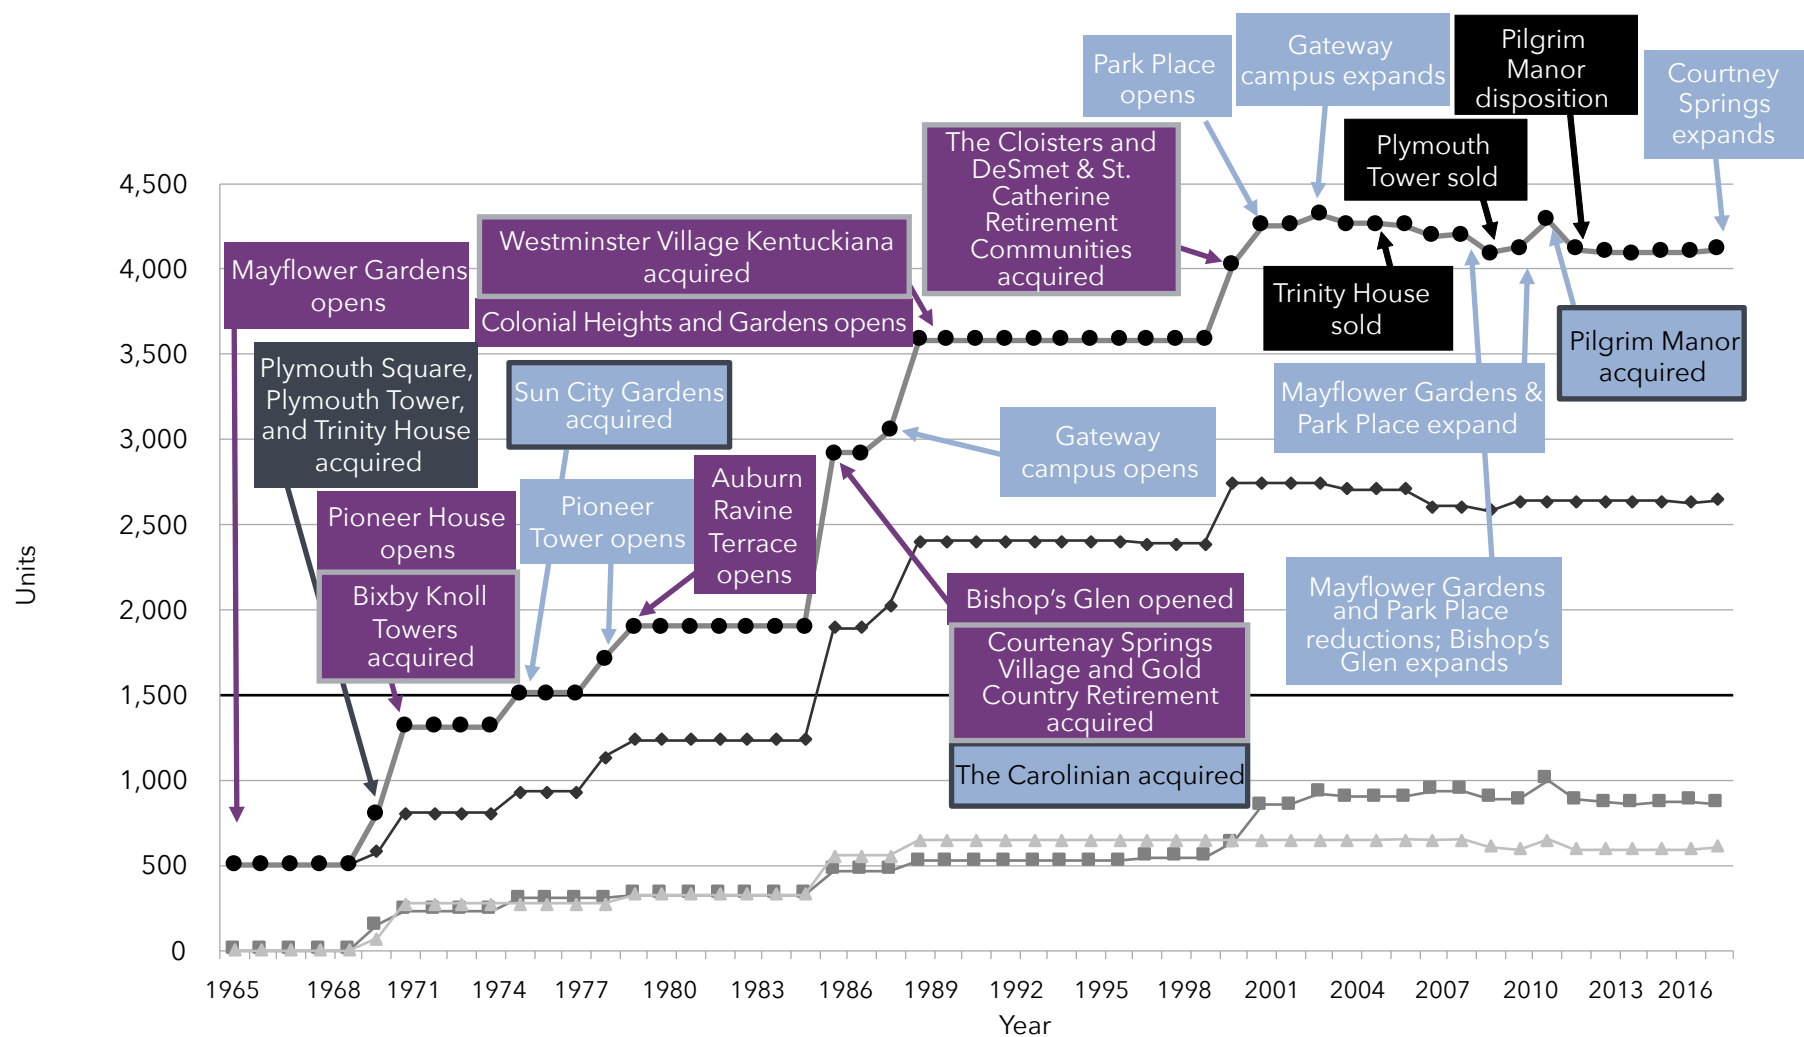 Park Place
opens
Gateway
campus expands
Pilgrim
Manor
disposition
Courtney
Springs
expands
The Cloisters and
DeSmet & St.
Catherine
Retirement
Communities
acquired
Plymouth
Tower sold
4,500
4,000
3,500
3,000
2,500
2,000
1,500
1,000
500
0
Units
Mayflower Gardens
opens
Westminster Village Kentuckiana
acquired
Colonial Heights and Gardens opens
Trinity House
sold
Pilgrim Manor
acquired
Plymouth Square,
Plymouth Tower,
and Trinity House
acquired
Sun City Gardens
acquired
Mayflower Gardens &
Park Place expand
Gateway
campus opens
Pioneer House
opens
Pioneer
Tower opens
Auburn
Ravine
Terrace
opens
Bixby Knoll
Towers
acquired
Bishop's Glen opened
Courtenay Springs
Village and Gold
Country Retirement
acquired
The Carolinian acquired
Mayflower Gardens
and Park Place
reductions; Bishop's
Glen expands
1965 1968 1971 1974 1977 1980 1983 1986 1989 1992 1995 1998 2001 2004 2007 2010 2013 2016
Year